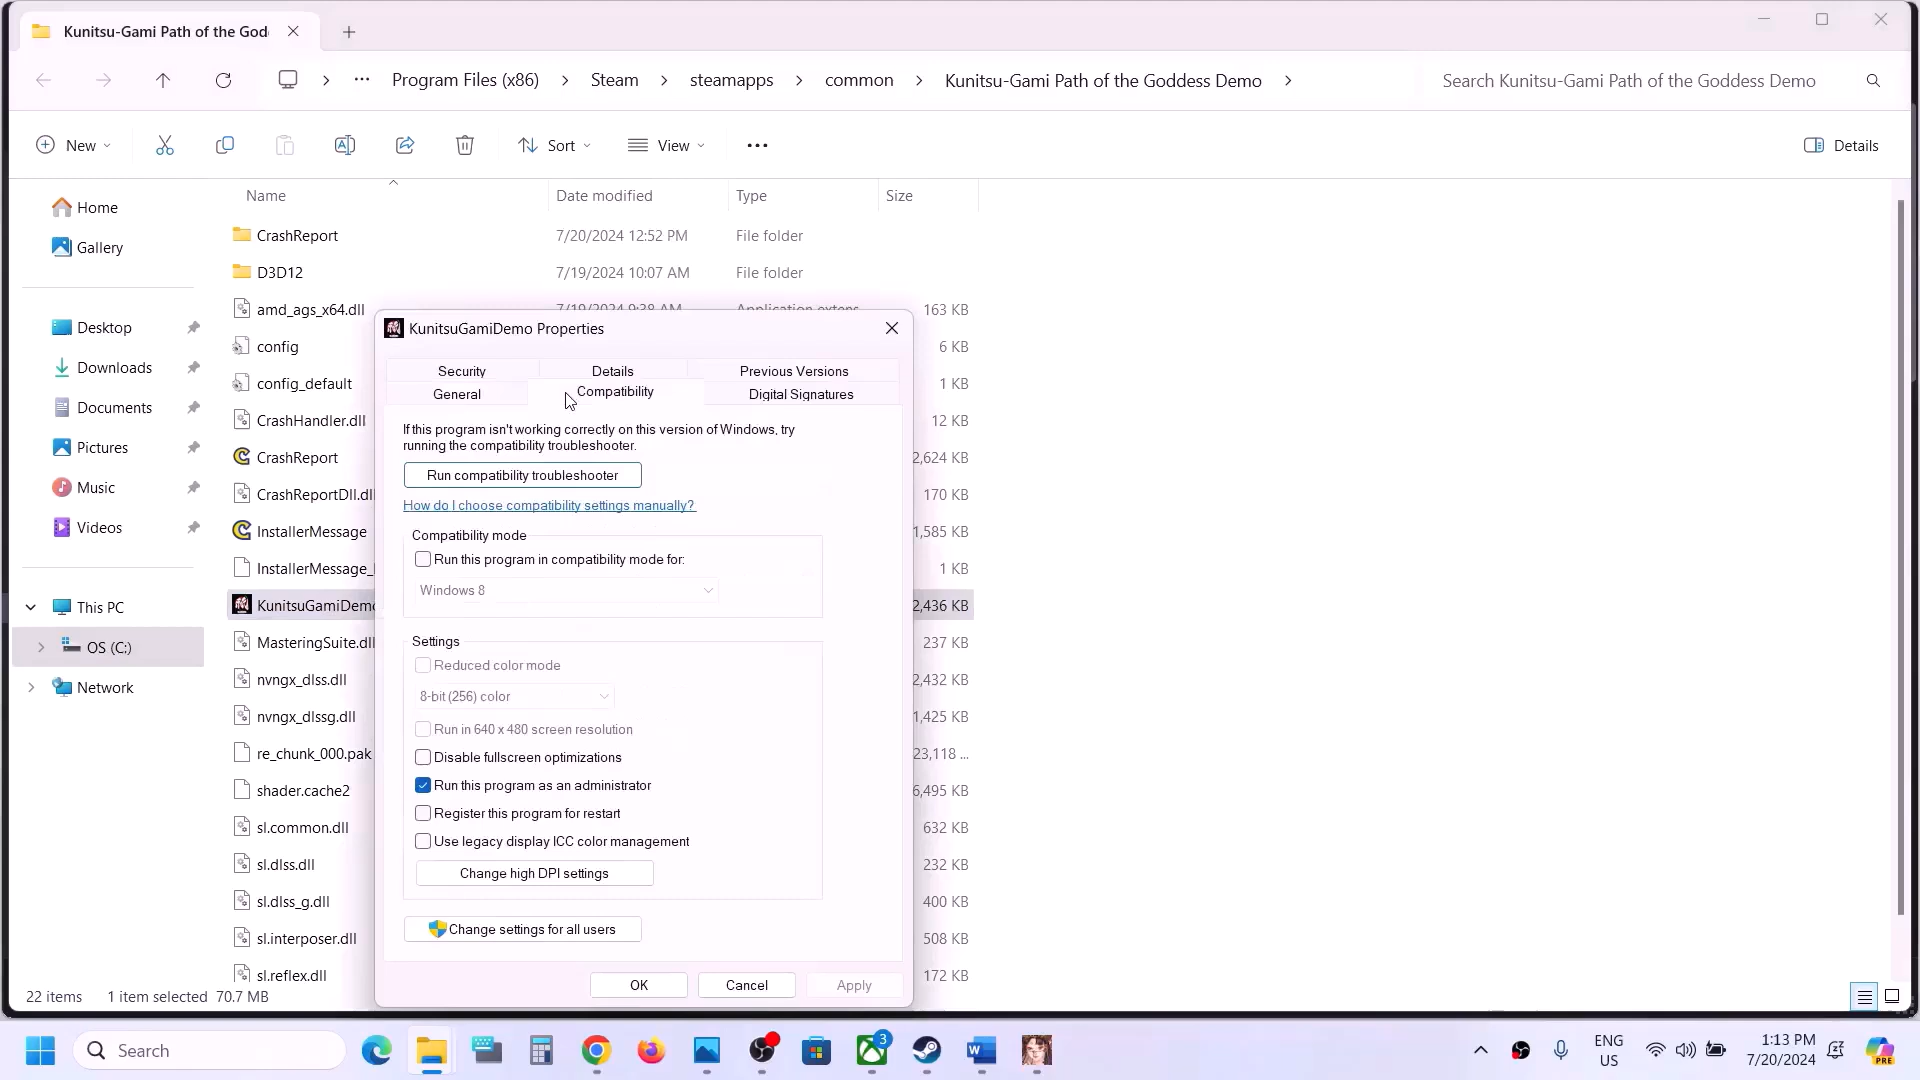 Kunitsu-Gami Path of the God
... Program Files (x86) > Steam > steamapps > common > Kunitsu-Gami Path of the Goddess Demo >
Search Kunitsu-Gami Path of the Goddess Demo
New
Sort
View
Details
Name
Date modified
Type
Size
Home
Gallery
Desktop
Downloads
Documents
Pictures
Music
Videos
This PC
OS (C:)
Network
CrashReport 7/20/2024 12:52 PM File folder
D3D12 7/19/2024 10:07 AM File folder
amd_ags_x64.dll 7/19/2024 9:38 AM Application extens 163 KB
config 6 KB
config_default 1 KB
CrashHandler.dll 12 KB
CrashReport 2,624 KB
CrashReportDll.dll 170 KB
InstallerMessage 1,585 KB
InstallerMessage_ 1 KB
KunitsuGamiDemo 2,436 KB
MasteringSuite.dll 237 KB
nvngx_dlss.dll 2,432 KB
nvngx_dlssg.dll 1,425 KB
re_chunk_000.pak 23,118 ...
shader.cache2 6,495 KB
sl.common.dll 632 KB
sl.dlss.dll 232 KB
sl.dlss_g.dll 400 KB
sl.interposer.dll 508 KB
sl.reflex.dll 172 KB
KunitsuGamiDemo Properties
Security
Details
Previous Versions
General
Compatibility
Digital Signatures
If this program isn't working correctly on this version of Windows, try
running the compatibility troubleshooter.
Run compatibility troubleshooter
How do I choose compatibility settings manually?
Compatibility mode
Run this program in compatibility mode for:
Windows 8
Settings
Reduced color mode
8-bit (256) color
Run in 640 x 480 screen resolution
Disable fullscreen optimizations
Run this program as an administrator
Register this program for restart
Use legacy display ICC color management
Change high DPI settings
Change settings for all users
OK
Cancel
Apply
22 items
1 item selected 70.7 MB
Search
3
ENG
US
1:13 PM
7/20/2024
PRE